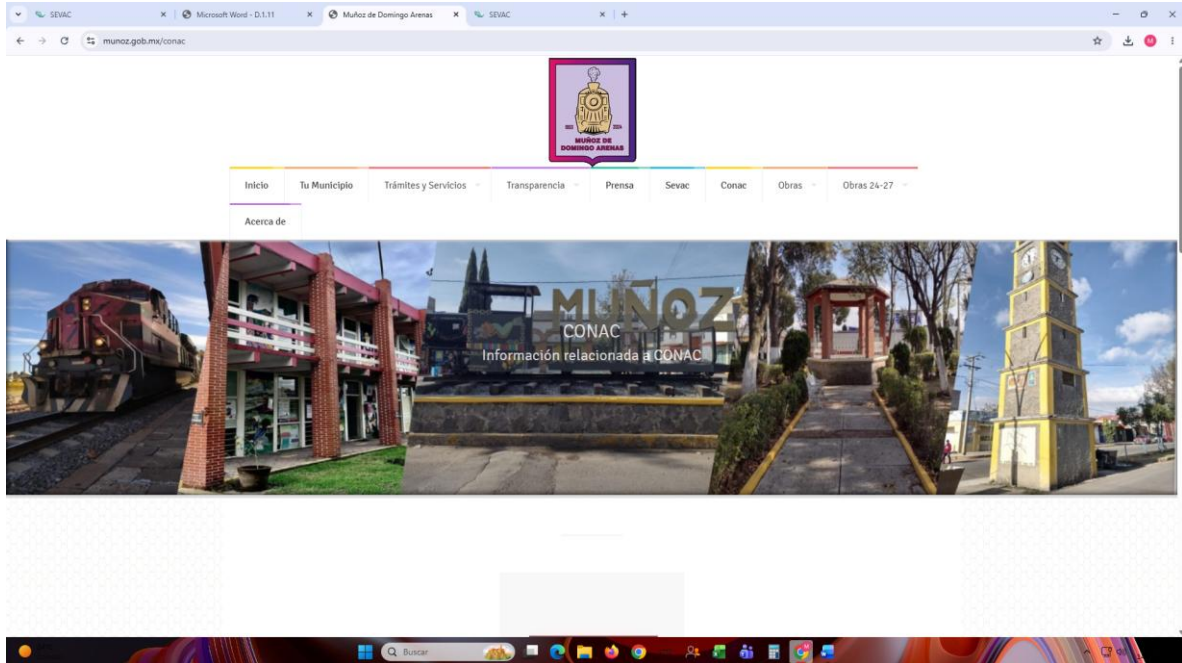 SEVAC
Microsoft Word - D.1.11
Muñoz de Domingo Arenas
SEVAC
munoz.gob.mx/conac
M
MUÑOZ DE
DOMINGO ARENAS
Inicio
Tu Municipio
Trámites y Servicios
Transparencia
Prensa
Sevac
Conac
Obras
Obras 24-27
Acerca de
MUÑOZ
CONAC
Información relacionada a CONAC
Buscar